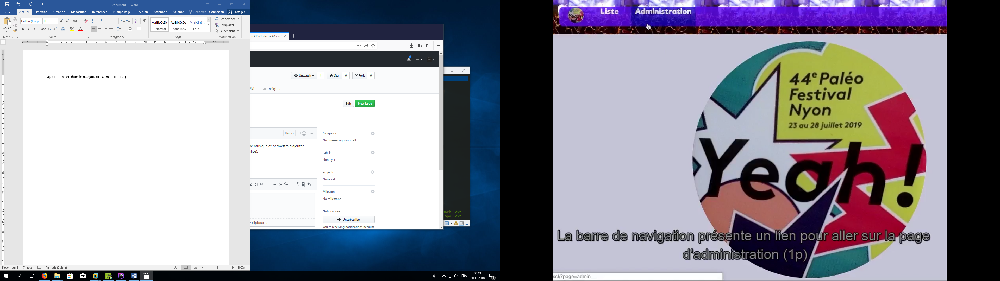 Document1 - Word
Fichier Accueil Insertion Création Disposition Références Publipostage Révision Affichage Acrobat Recherch Connexion Partager
Coller
Calibri (Corp 11
G I S abc x₂ x²
AaBbCcDc AaBbCcDc AaBbCc
¶ Normal ¶ Sans int... Titre 1
Rechercher
Remplacer
Sélectionner
Presse-... Police Paragraphe Style Modification
Ajouter un lien dans le navigateur (Administration)
Page 1 sur 1 7 mots Français (Suisse) 100%
on PRW1 - Issue #4 - XC
Unwatch 4 Star 0 Fork 0
Viki Insights
Edit New issue
Owner
de musique et permettra d'ajouter,
ilisé).
Assignees
No one—assign yourself
Labels
None yet
Projects
None yet
Milestone
No milestone
Notifications
Unsubscribe
You're receiving notifications because
clipboard.
Mark Text
Copy Text
FRA
08:19
20.11.2018
Liste Administration
44e Paléo
Festival
Nyon
23 au 28 juillet 2019
Yeah!
La barre de navigation présente un lien pour aller sur la page
d'administration (1p)
xcl/?page=admin